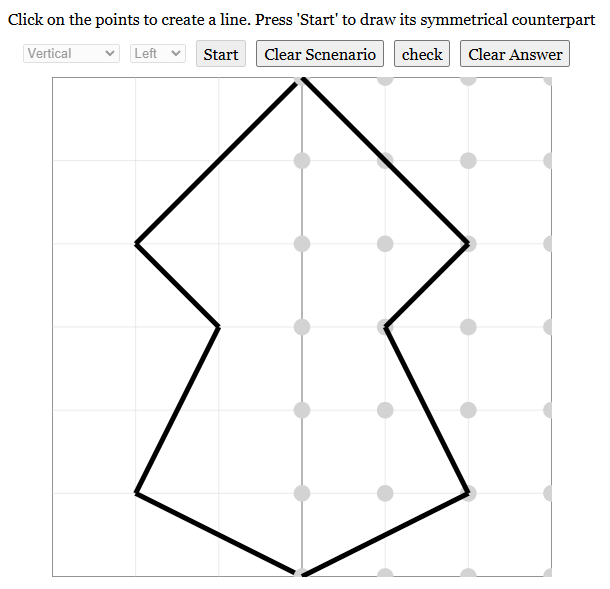 Click on the points to create a line. Press 'Start' to draw its symmetrical counterpart
Vertical Left Start Clear Scnenario check Clear Answer